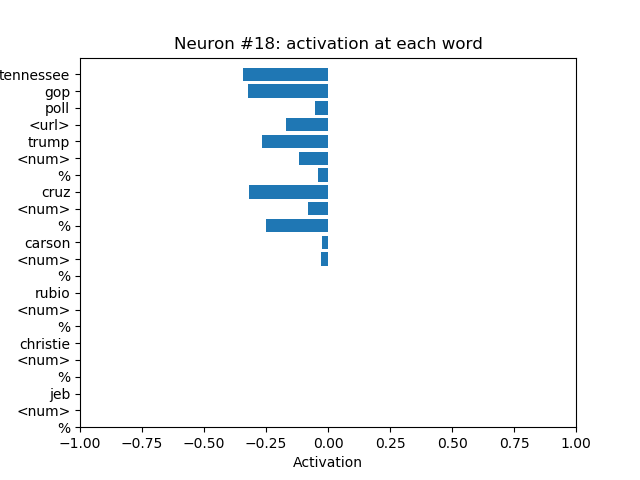 Neuron #18: activation at each word
tennessee
gop
poll
<url>
trump
<num>
%
cruz
<num>
%
carson
<num>
%
rubio
<num>
%
christie
<num>
%
jeb
<num>
%
−1.00 −0.75 −0.50 −0.25 0.00 0.25 0.50 0.75 1.00
Activation